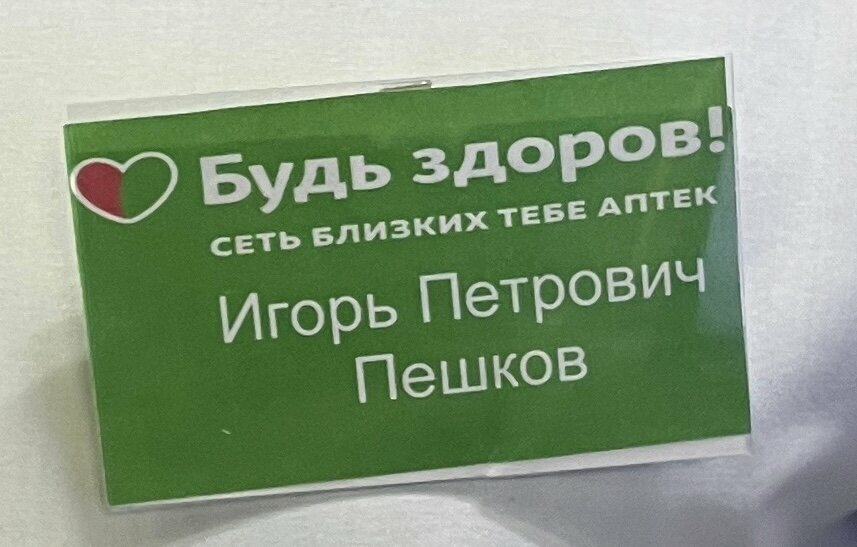 Будь здоров!
СЕТЬ БЛИЗКИХ ТЕБЕ АПТЕК
Игорь Петрович
Пешков